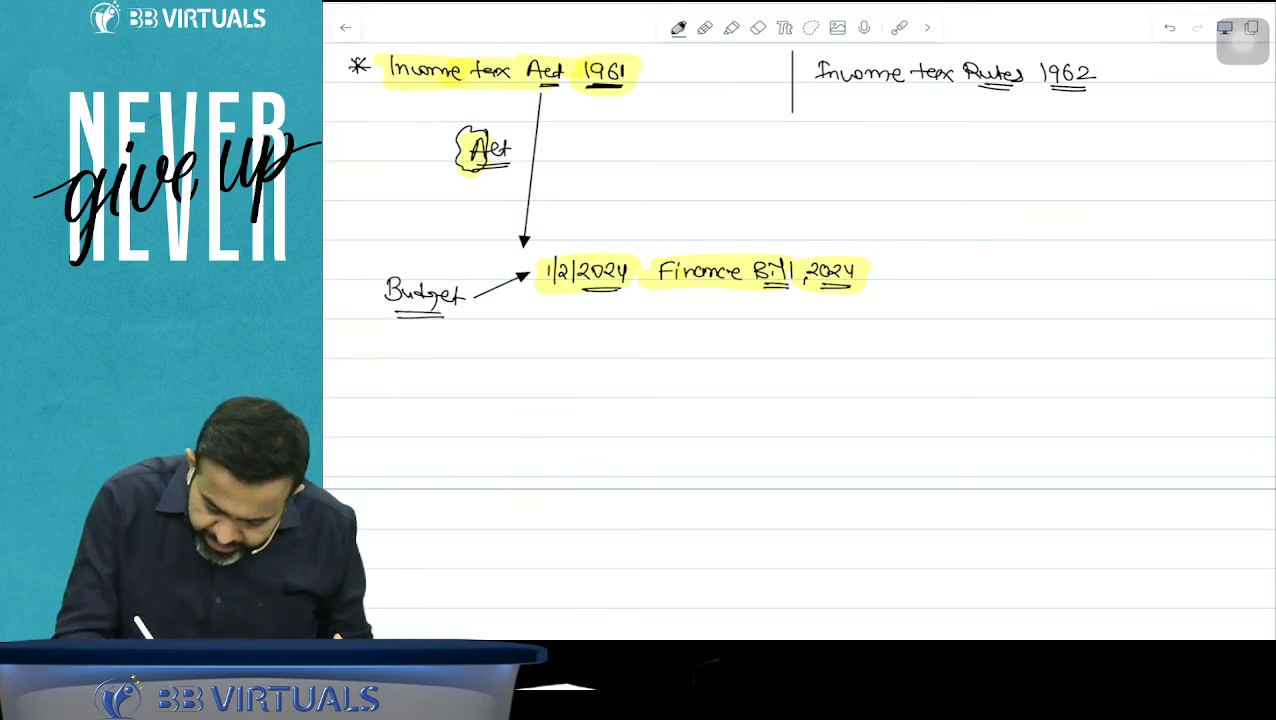 BB VIRTUALS
NEVER
give up
NEVER
* Income tax Act 1961
Income tax Rules 1962
Act
1/2/2024 Finance Bill, 2024
Budget
BB VIRTUALS